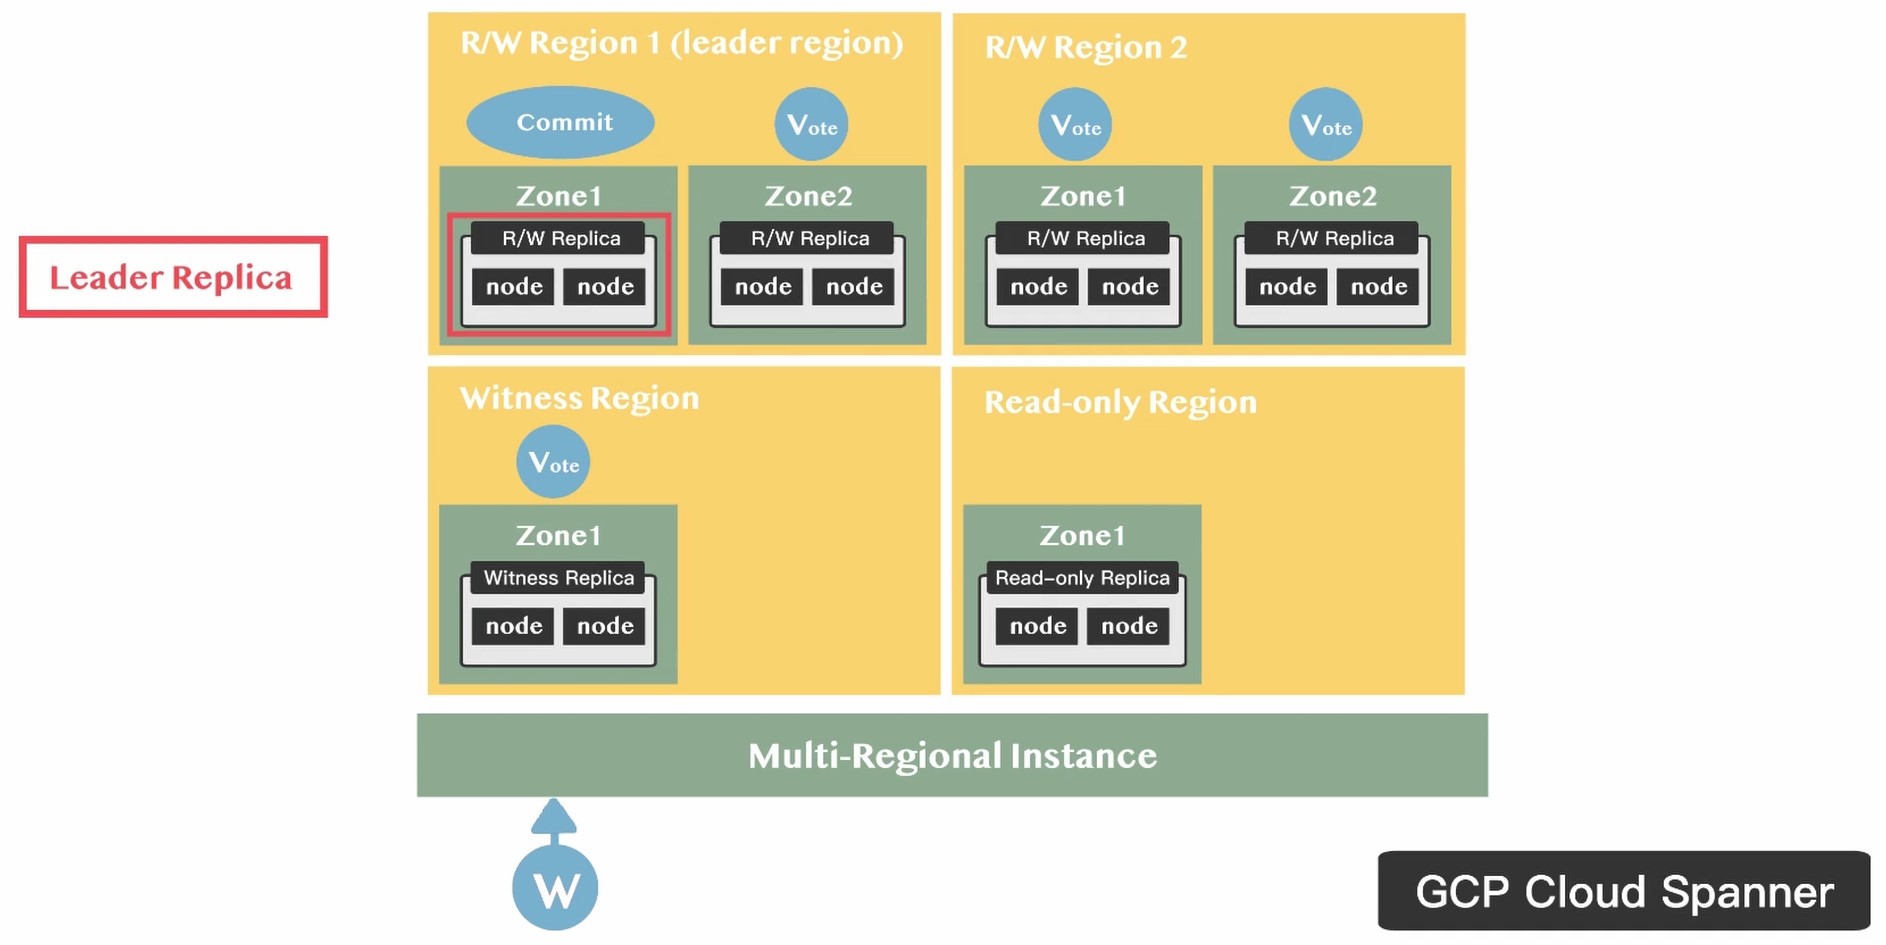 R/W Region 1 (leader region)
R/W Region 2
Commit
Vote
Vote
Vote
Zone1
Zone2
Zone1
Zone2
R/W Replica
R/W Replica
R/W Replica
R/W Replica
Leader Replica
node node
node node
node node
node node
Witness Region
Read-only Region
Vote
Zone1
Zone1
Witness Replica
Read-only Replica
node node
node node
Multi-Regional Instance
W
GCP Cloud Spanner